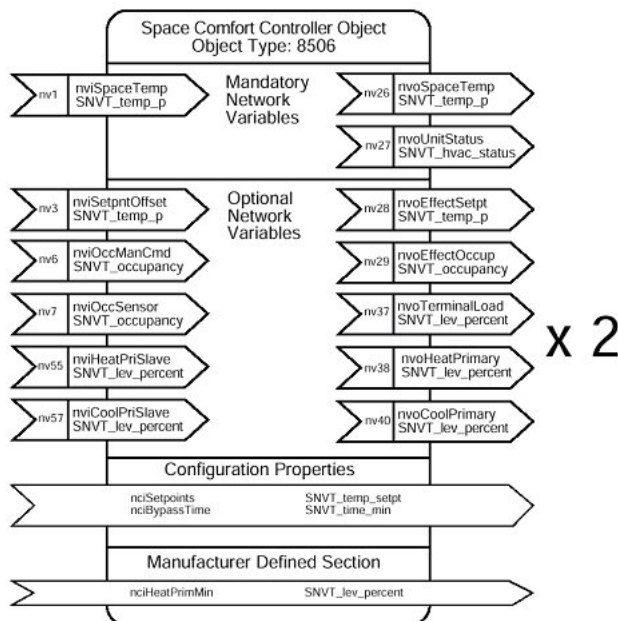 Space Comfort Controller Object
Object Type: 8506
Mandatory
Network
Variables
nv1
nviSpaceTemp
SNVT_temp_p
nv26
nvoSpaceTemp
SNVT_temp_p
nv27
nvoUnitStatus
SNVT_hvac_status
Optional
Network
Variables
nv3
nviSetpntOffset
SNVT_temp_p
nv28
nvoEffectSetpt
SNVT_temp_p
nv6
nviOccManCmd
SNVT_occupancy
nv29
nvoEffectOccup
SNVT_occupancy
nv7
nviOccSensor
SNVT_occupancy
nv37
nvoTerminalLoad
SNVT_lev_percent
x 2
nv55
nviHeatPriSlave
SNVT_lev_percent
nv38
nvoHeatPrimary
SNVT_lev_percent
nv57
nviCoolPriSlave
SNVT_lev_percent
nv40
nvoCoolPrimary
SNVT_lev_percent
Configuration Properties
nciSetpoints SNVT_temp_setpt
nciBypassTime SNVT_time_min
Manufacturer Defined Section
nciHeatPrimMin SNVT_lev_percent